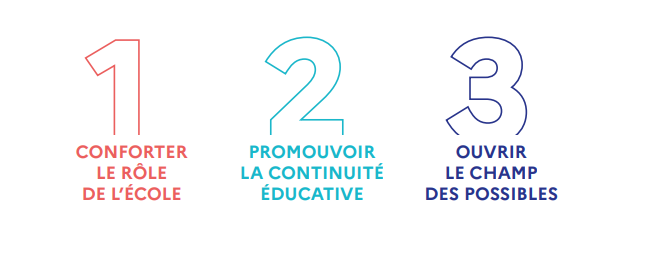 1
CONFORTER
LE RÔLE
DE L'ÉCOLE
2
PROMOUVOIR
LA CONTINUITÉ
ÉDUCATIVE
3
OUVRIR
LE CHAMP
DES POSSIBLES